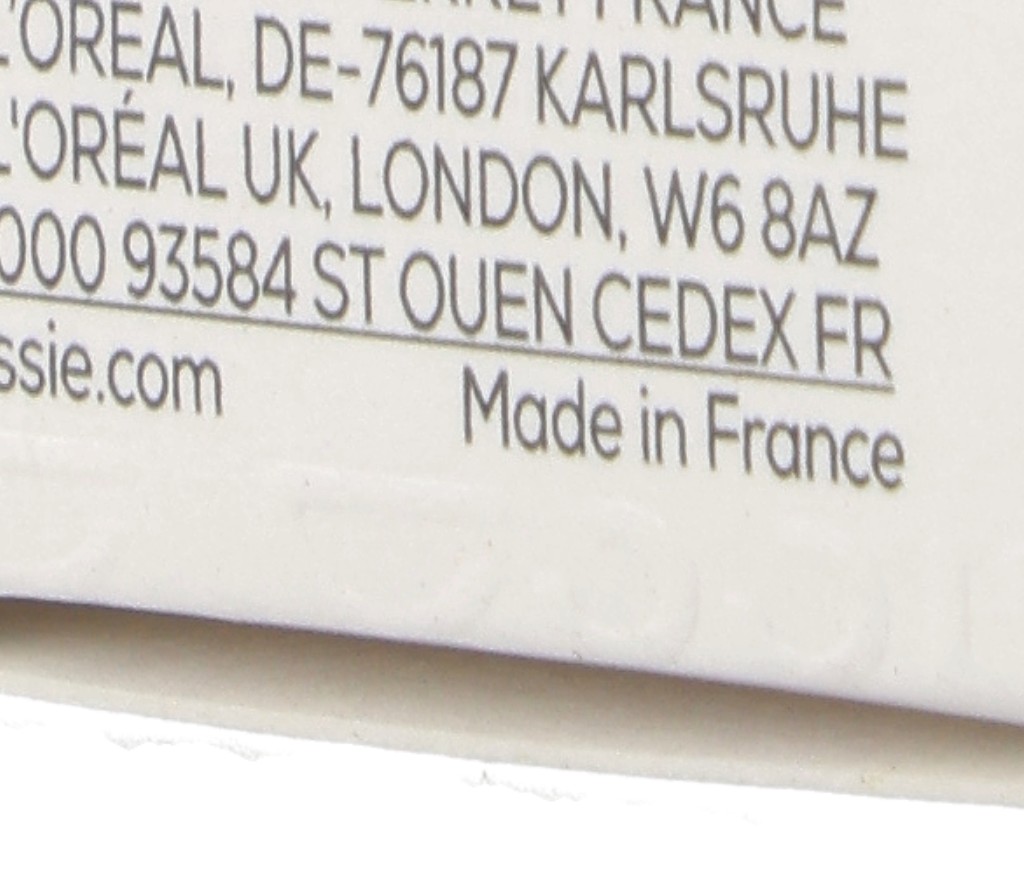 FRANCE
L'ORÉAL, DE-76187 KARLSRUHE
L'ORÉAL UK, LONDON, W6 8AZ
000 93584 ST OUEN CEDEX FR
ssie.com Made in France